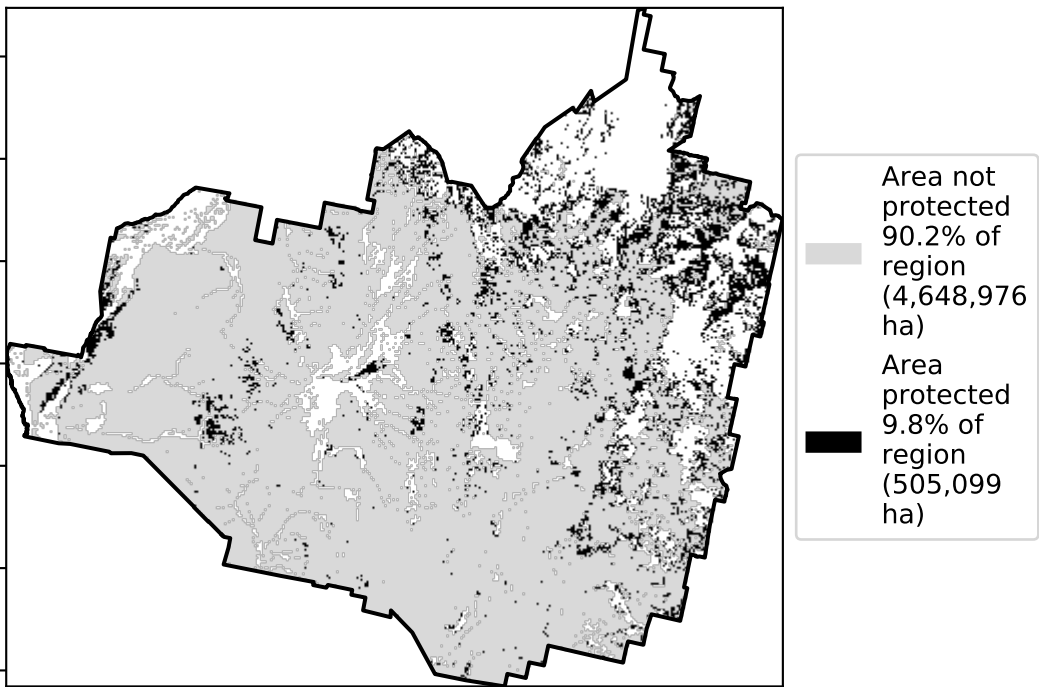 Area not
protected
90.2% of
region
(4,648,976
ha)
Area
protected
9.8% of
region
(505,099
ha)